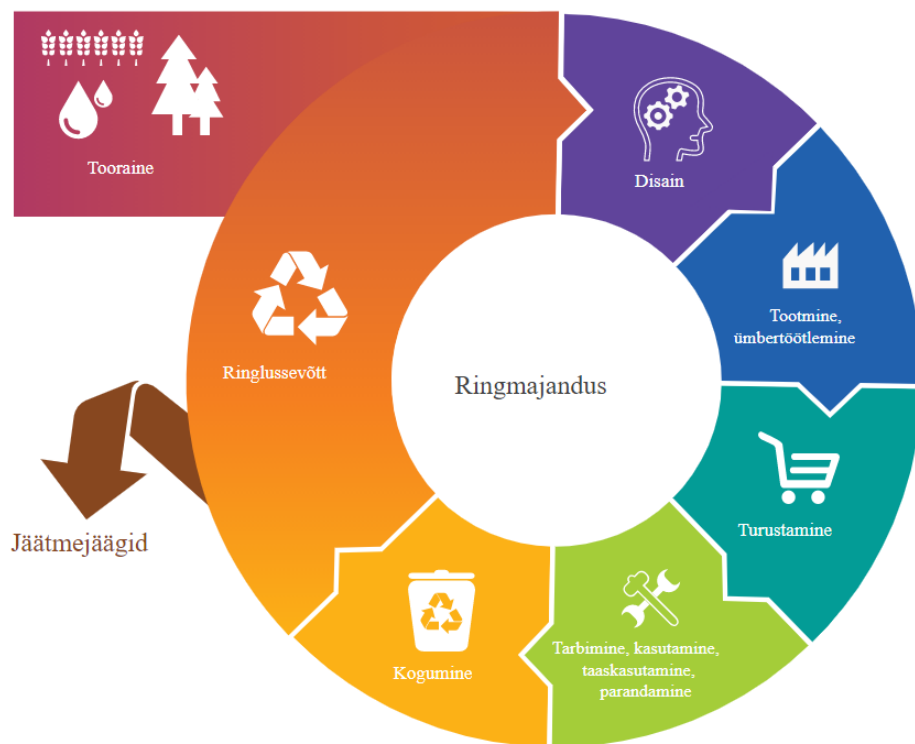 Tooraine
Disain
Tootmine,
ümbertöötlemine
Ringlussevõtt
Ringmajandus
Turustamine
Jäätmejäägid
Tarbimine, kasutamine,
taaskasutamine,
parandamine
Kogumine